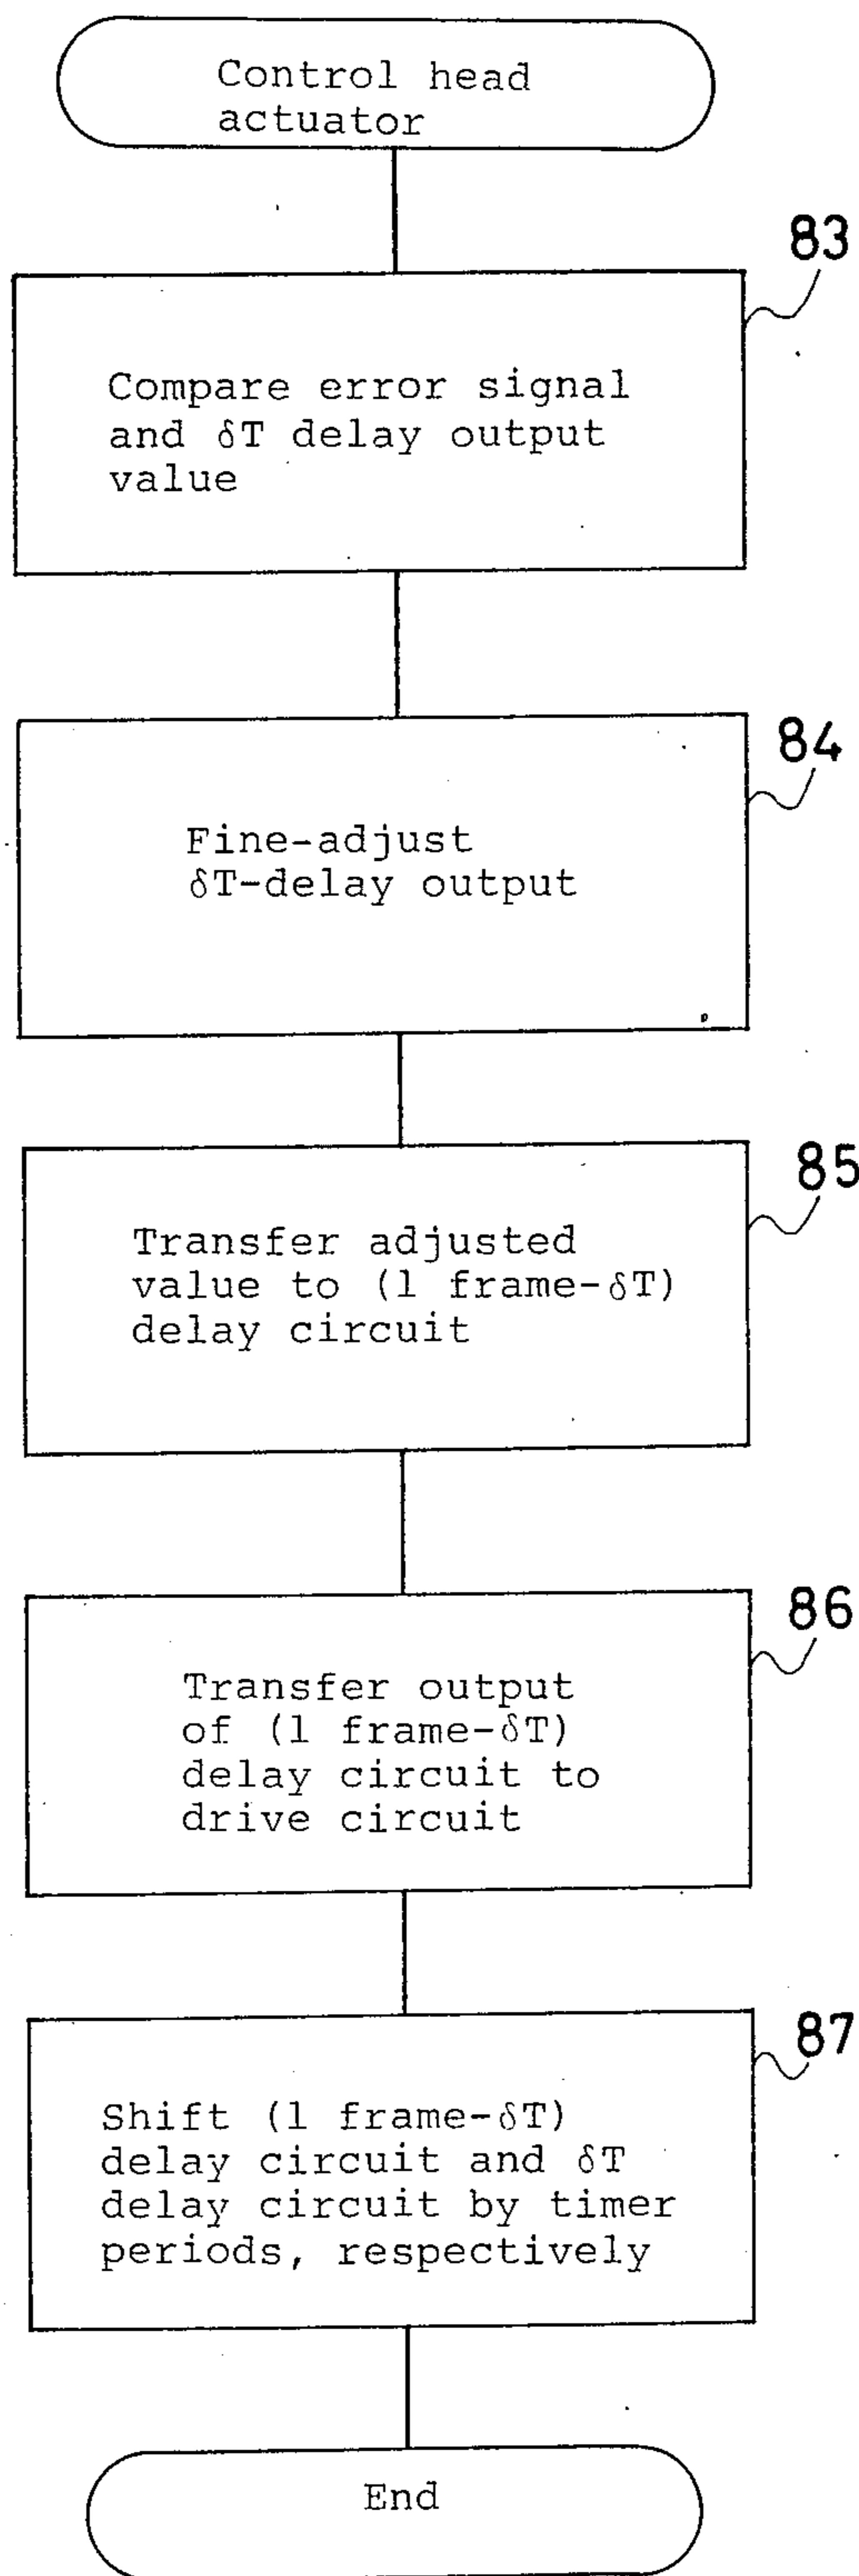 Control head
actuator
83
Compare error signal
and δT delay output
value
84
Fine-adjust
δT-delay output
85
Transfer adjusted
value to (1 frame-δT)
delay circuit
86
Transfer output
of (1 frame-δT)
delay circuit to
drive circuit
87
Shift (1 frame-δT)
delay circuit and δT
delay circuit by timer
periods, respectively
End